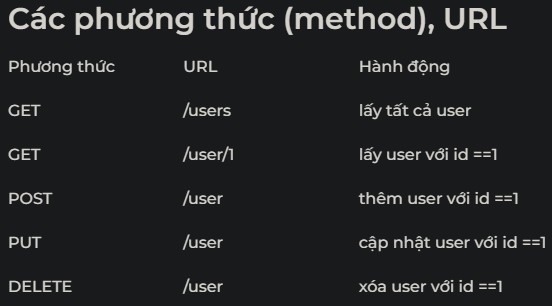 Các phương thức (method), URL
Phương thức URL Hành động
GET /users lấy tất cả user
GET /user/1 lấy user với id ==1
POST /user thêm user với id ==1
PUT /user cập nhật user với id ==1
DELETE /user xóa user với id ==1